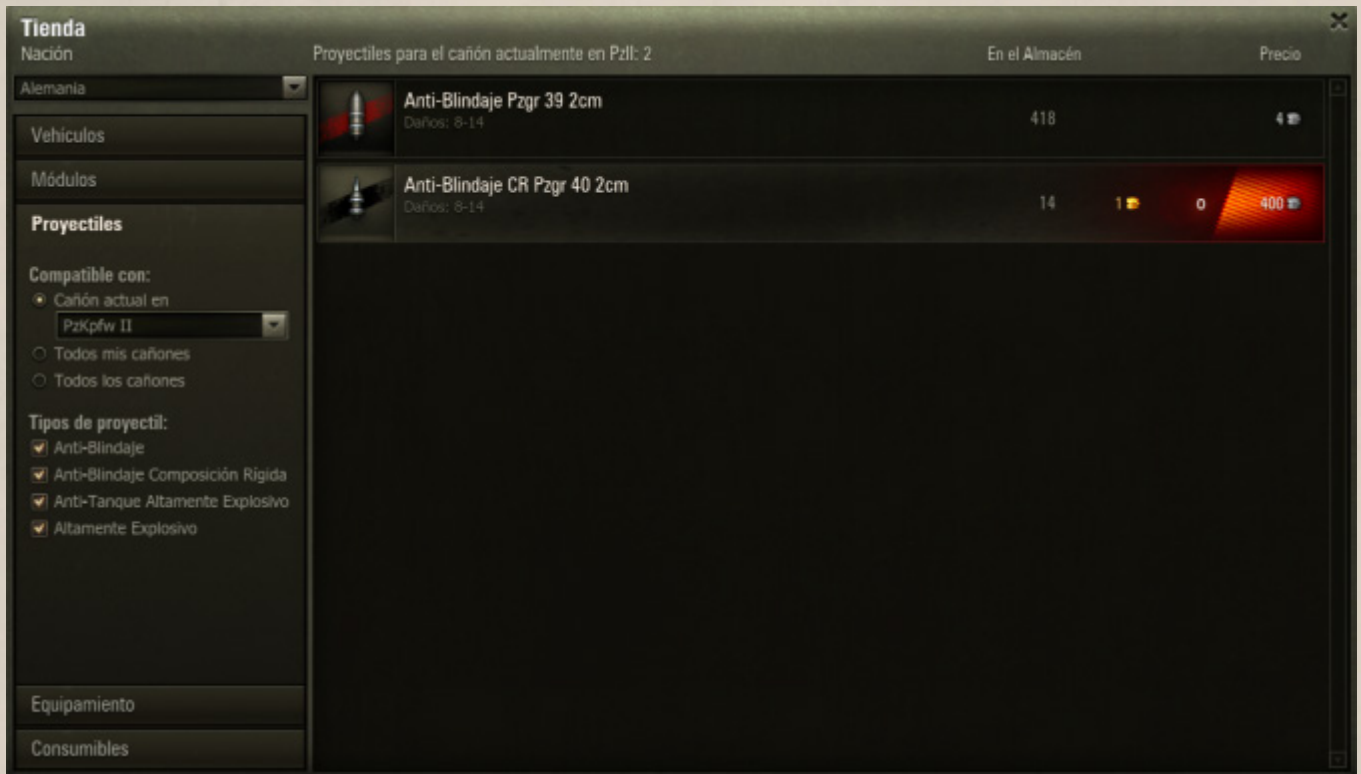 Tienda
Nación
Proyectiles para el cañón actualmente en PzII: 2
En el Almacén
Precio
Alemania
Vehículos
Módulos
Proyectiles
Compatible con:
Cañón actual en
PzKpfw II
Todos mis cañones
Todos los cañones
Tipos de proyectil:
Anti-Blindaje
Anti-Blindaje Composición Rígida
Anti-Tanque Altamente Explosivo
Altamente Explosivo
Equipamiento
Consumibles
Anti-Blindaje Pzgr 39 2cm
Daños: 8-14
418
4
Anti-Blindaje CR Pzgr 40 2cm
Daños: 8-14
14
1
o
400